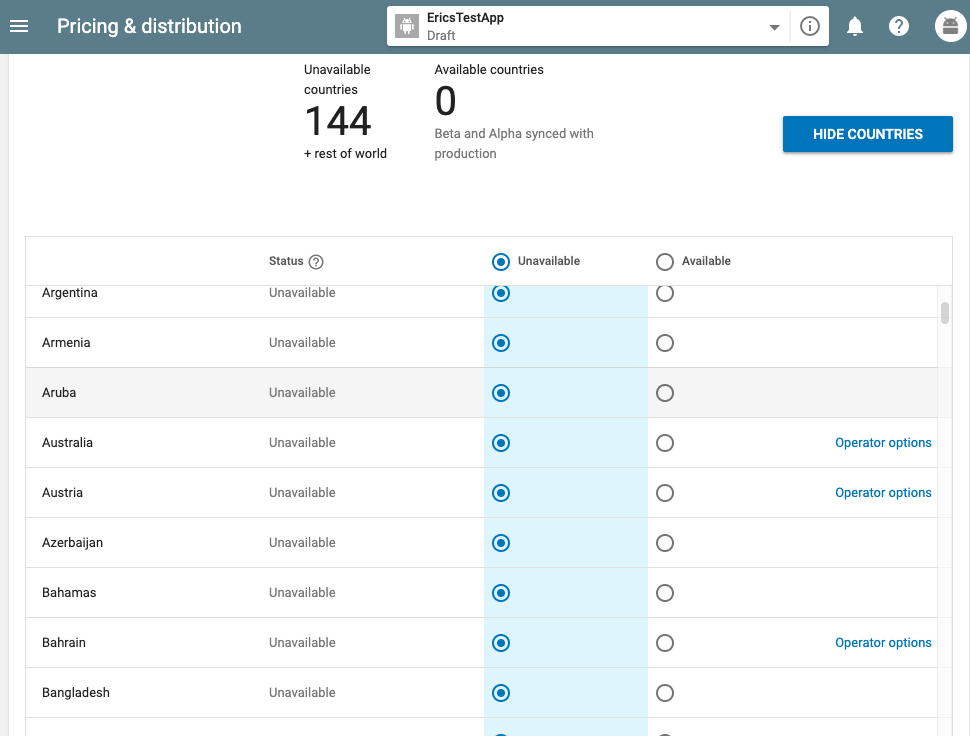 Pricing & distribution
EricsTestApp
Draft
Unavailable
countries
144
+ rest of world
Available countries
0
Beta and Alpha synced with
production
HIDE COUNTRIES
Status Unavailable Available
Argentina Unavailable
Armenia Unavailable
Aruba Unavailable
Australia Unavailable Operator options
Austria Unavailable Operator options
Azerbaijan Unavailable
Bahamas Unavailable
Bahrain Unavailable Operator options
Bangladesh Unavailable